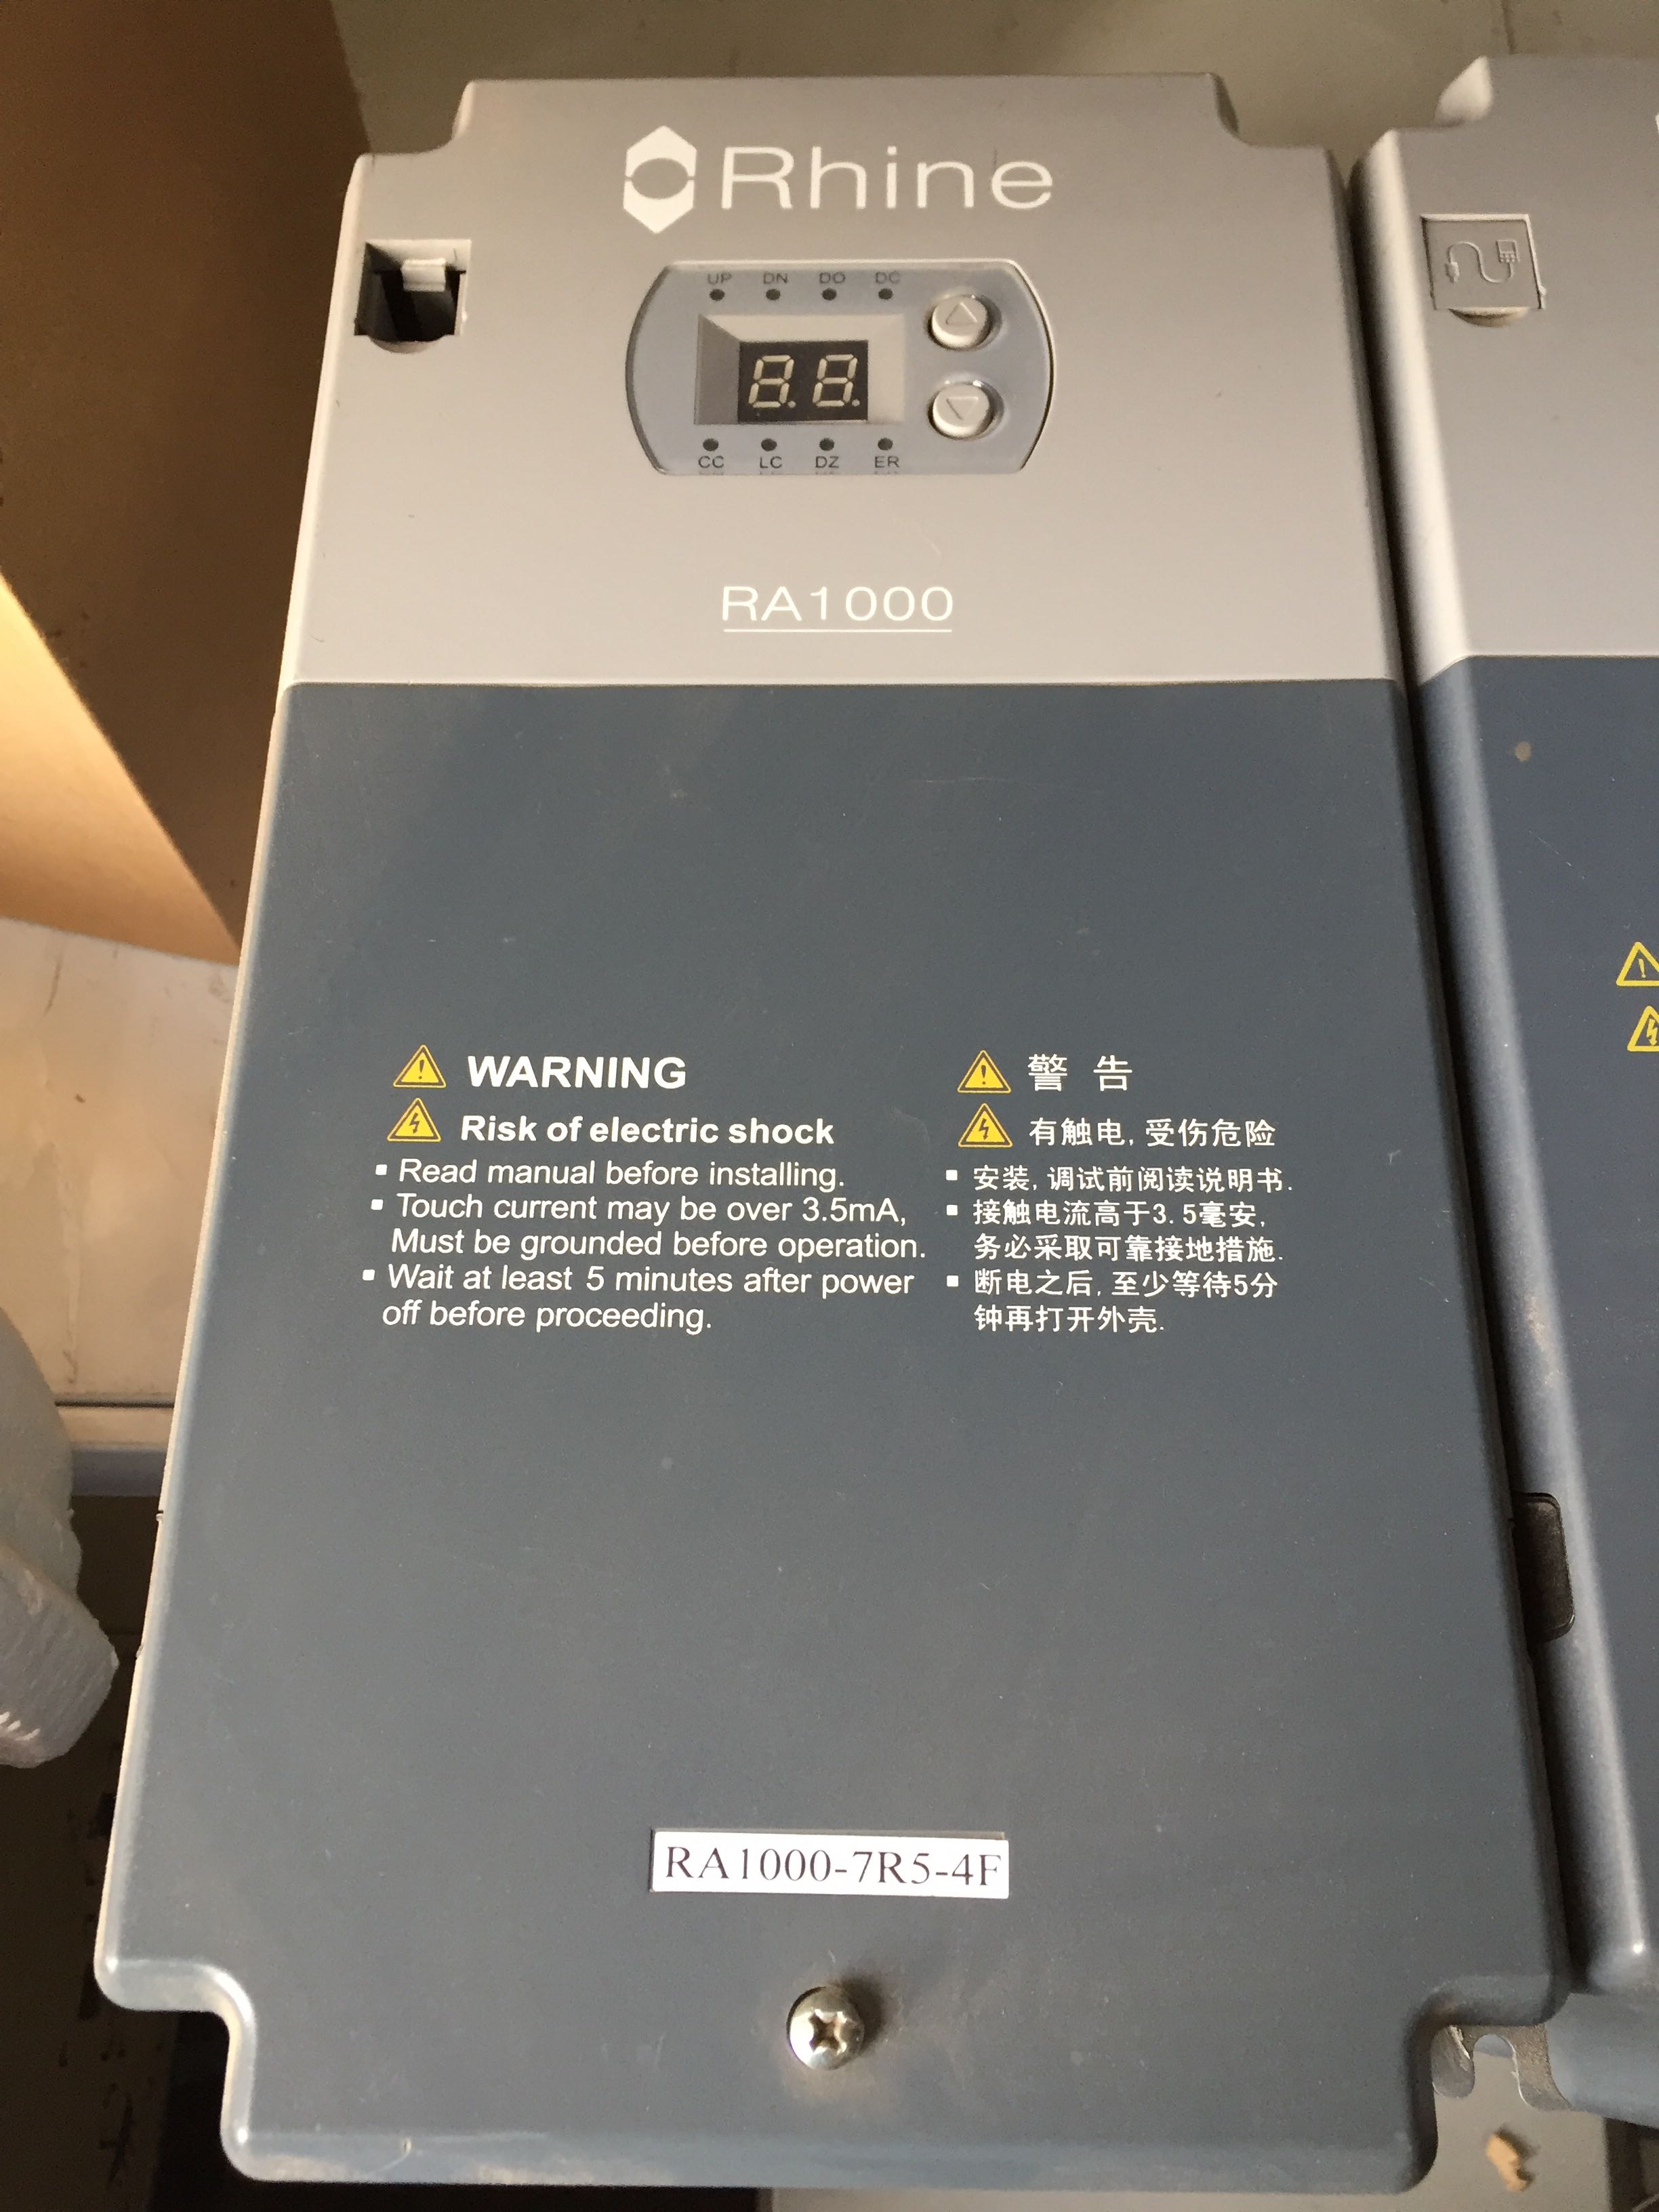 Rhine
UP DN DO DC
8.8.
CC LC DZ ER
RA1000
WARNING
Risk of electric shock
▪ Read manual before installing.
▪ Touch current may be over 3.5mA,
Must be grounded before operation.
▪ Wait at least 5 minutes after power
off before proceeding.
警 告
有触电, 受伤危险
▪ 安装, 调试前阅读说明书.
▪ 接触电流高于3.5毫安,
务必采取可靠接地措施.
▪ 断电之后, 至少等待5分
钟再打开外壳.
RA1000-7R5-4F